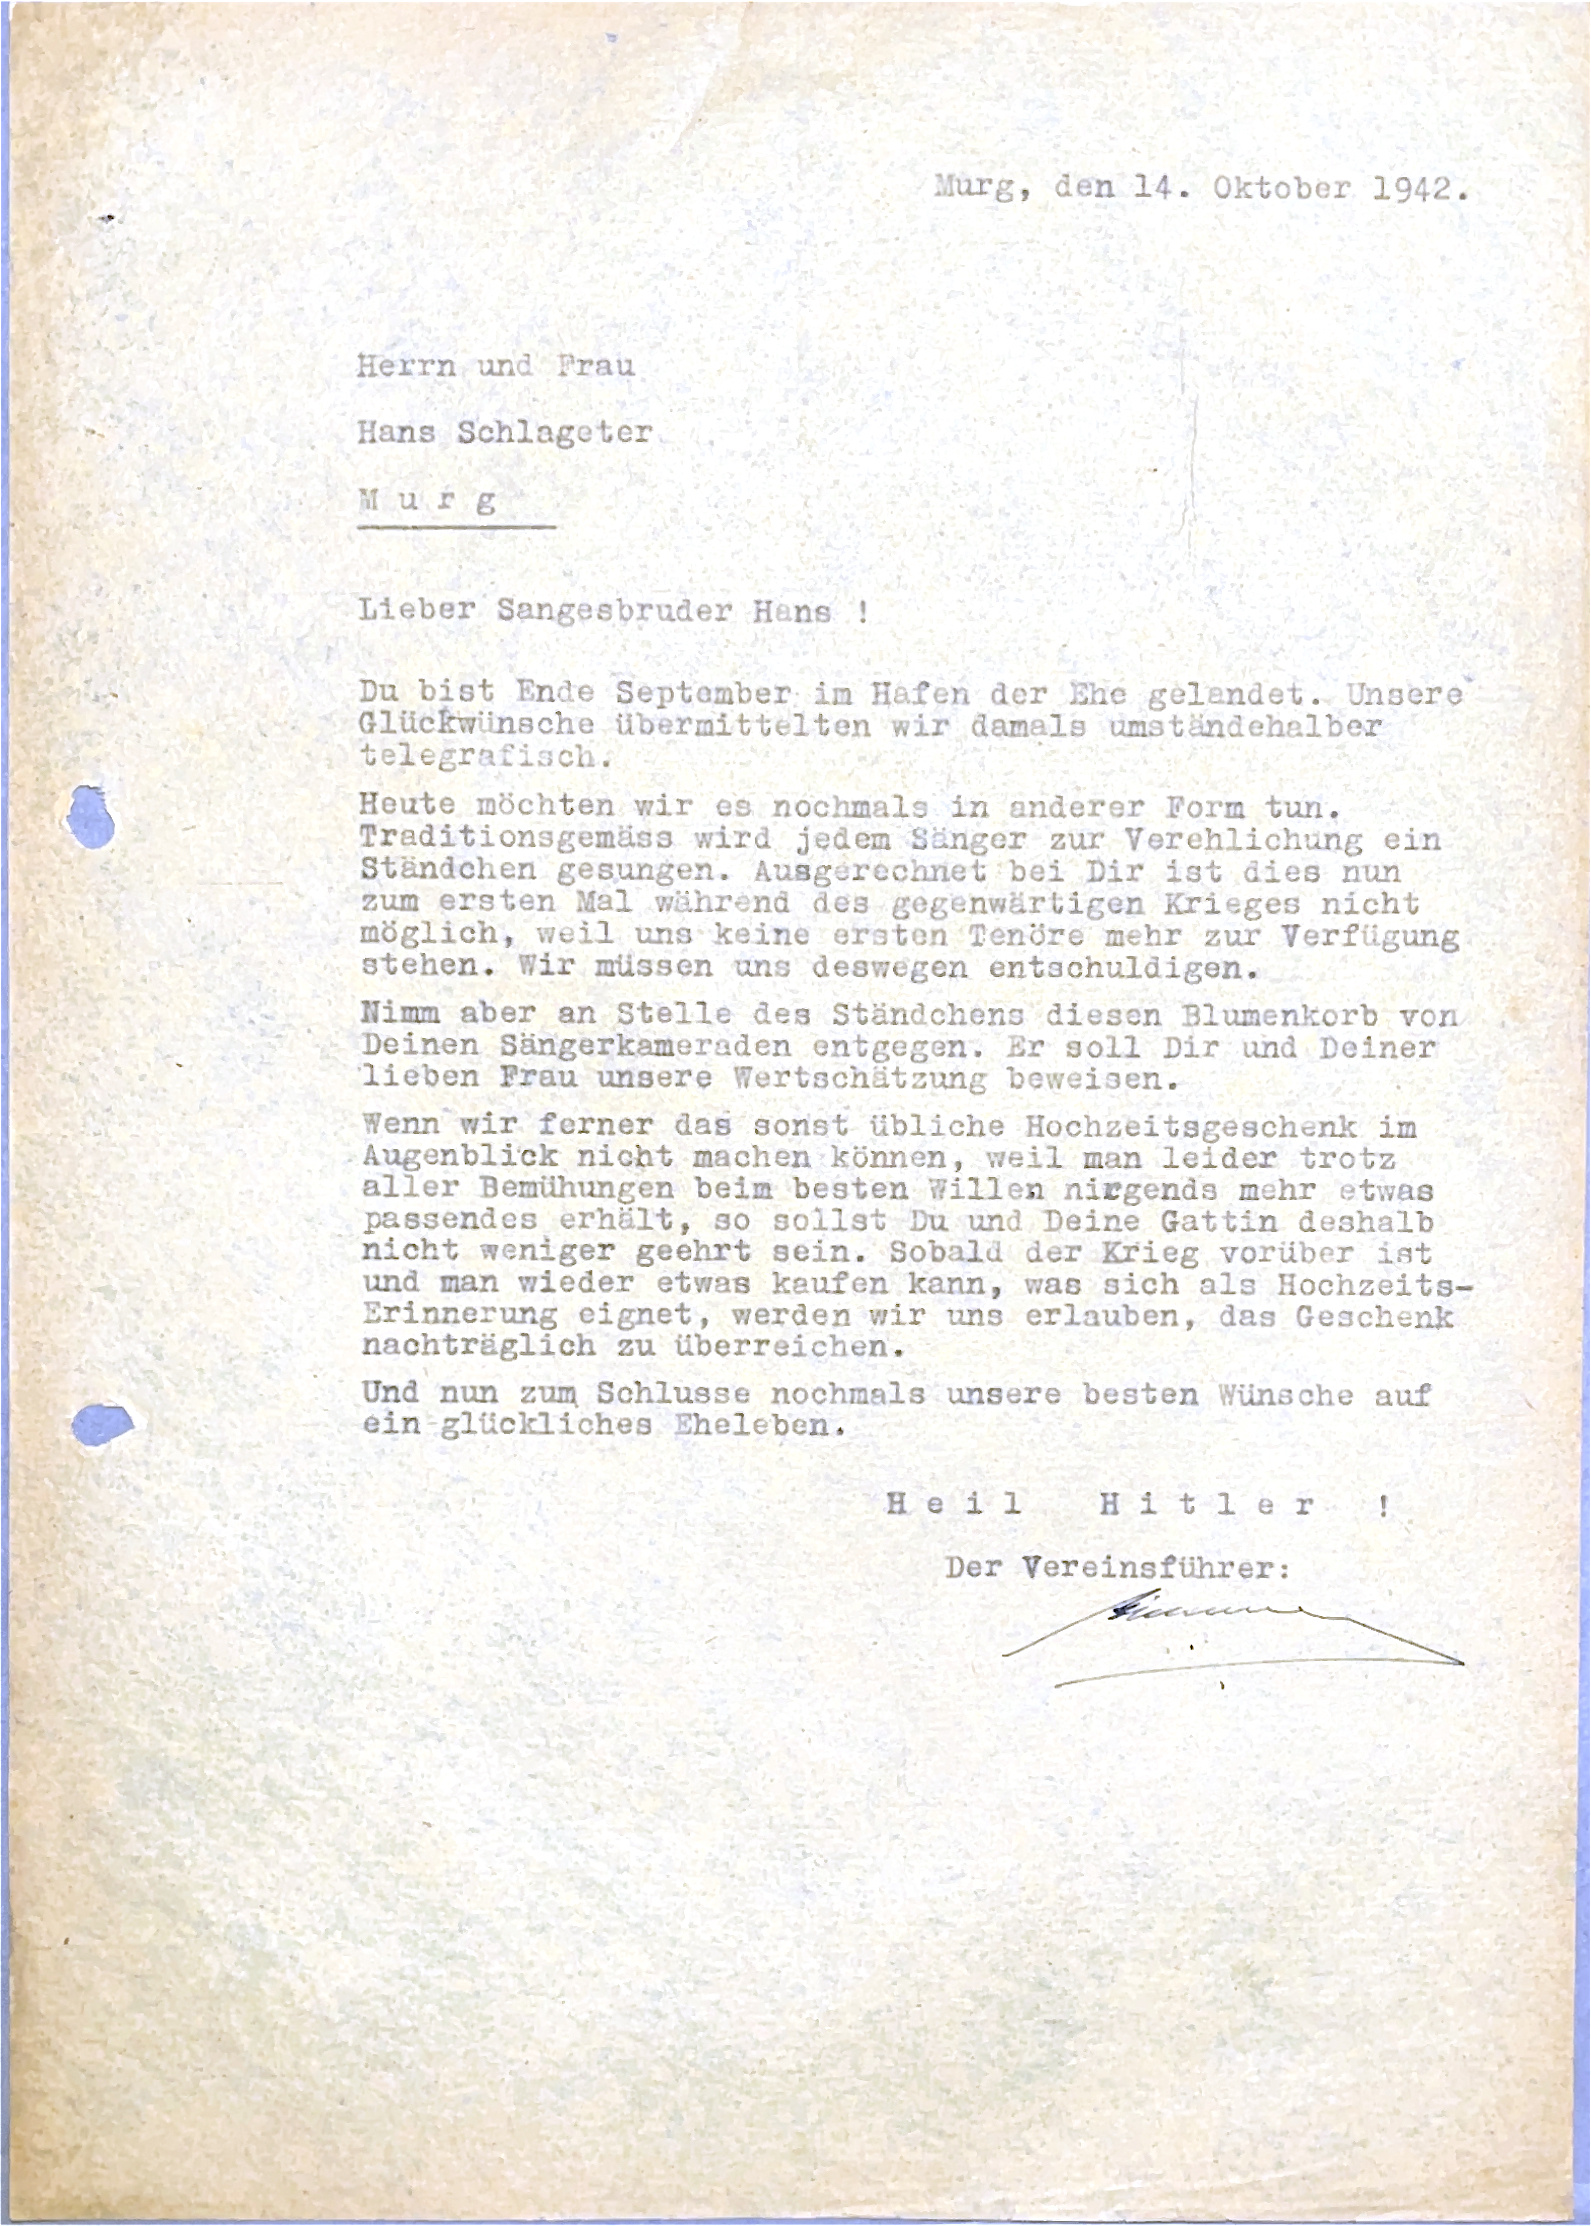 Murg, den 14. Oktober 1942.
Herrn und Frau
Hans Schlageter
M u r g
Lieber Sangesbruder Hans !
Du bist Ende September im Hafen der Ehe gelandet. Unsere
Glückwünsche übermittelten wir damals umständehalber
telegrafisch.
Heute möchten wir es nochmals in anderer Form tun.
Traditionsgemäss wird jedem Sänger zur Verehlichung ein
Ständchen gesungen. Ausgerechnet bei Dir ist dies nun
zum ersten Mal während des gegenwärtigen Krieges nicht
möglich, weil uns keine ersten Tenöre mehr zur Verfügung
stehen. Wir müssen uns deswegen entschuldigen.
Nimm aber an Stelle des Ständchens diesen Blumenkorb von
Deinen Sängerkameraden entgegen. Er soll Dir und Deiner
lieben Frau unsere Wertschätzung beweisen.
Wenn wir ferner das sonst übliche Hochzeitsgeschenk im
Augenblick nicht machen können, weil man leider trotz
aller Bemühungen beim besten Willen nirgends mehr etwas
passendes erhält, so sollst Du und Deine Gattin deshalb
nicht weniger geehrt sein. Sobald der Krieg vorüber ist
und man wieder etwas kaufen kann, was sich als Hochzeits-
Erinnerung eignet, werden wir uns erlauben, das Geschenk
nachträglich zu überreichen.
Und nun zum Schlusse nochmals unsere besten Wünsche auf
ein glückliches Eheleben.
H e i l   H i t l e r  !
Der Vereinsführer: